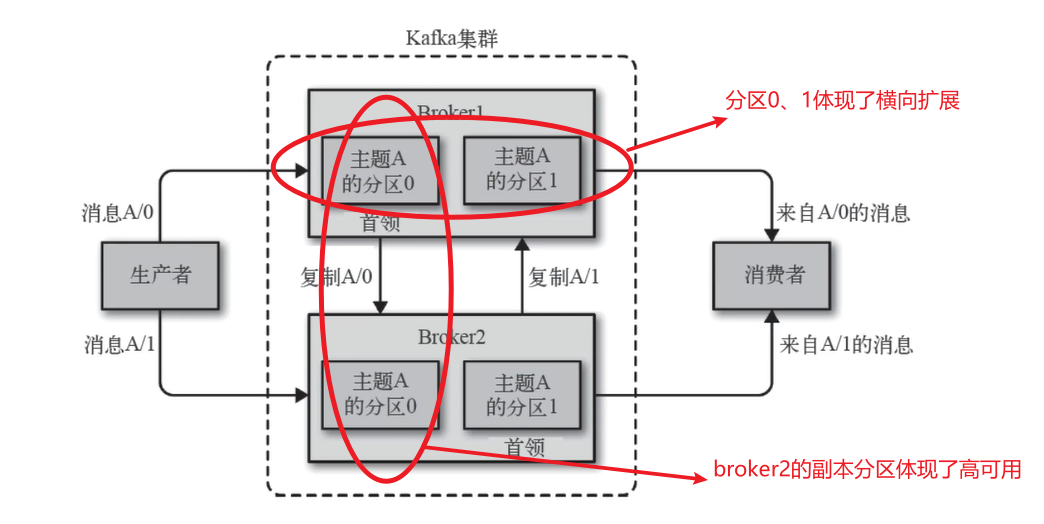 Kafka集群
分区0、1体现了横向扩展
Broker1
主题A
的分区0
主题A
的分区1
首领
消息A/0
来自A/0的消息
生产者
复制A/0
复制A/1
消费者
消息A/1
来自A/1的消息
Broker2
主题A
的分区0
主题A
的分区1
首领
broker2的副本分区体现了高可用